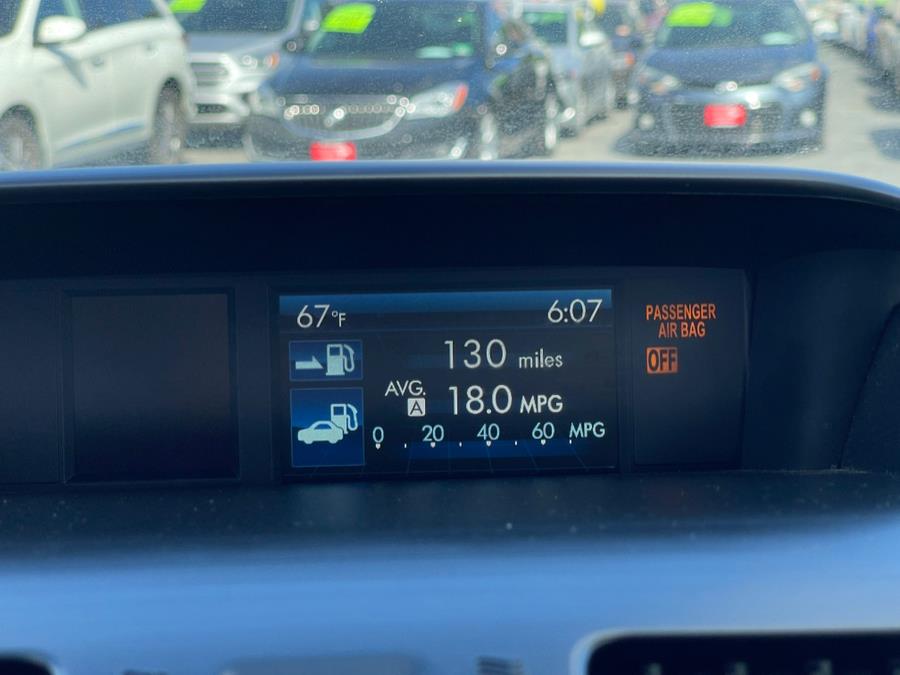 67°F 6:07
130 miles
AVG. A 18.0 MPG
0 20 40 60 MPG
PASSENGER
AIR BAG
OFF